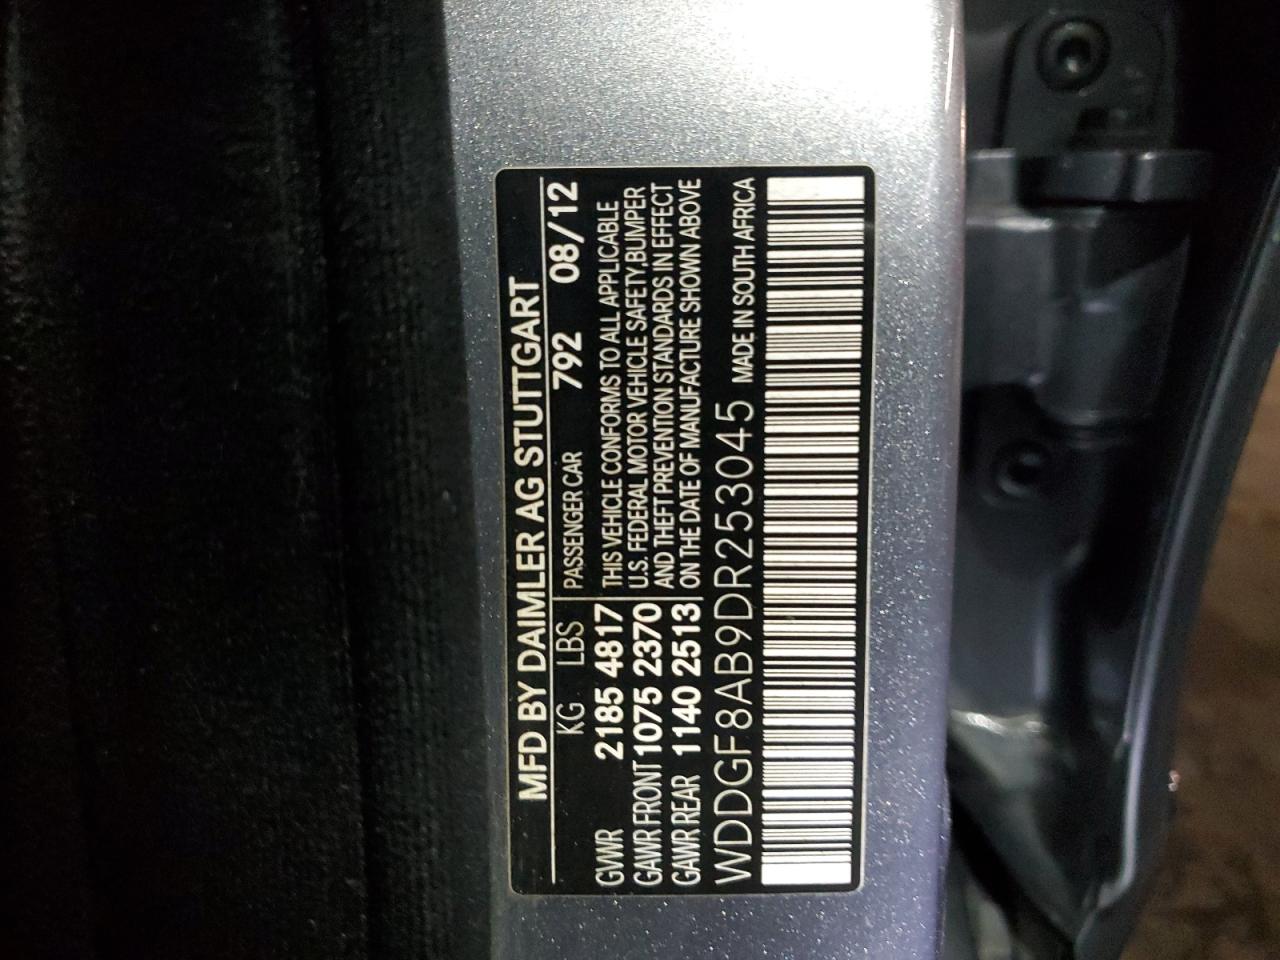 MFD BY DAIMLER AG STUTTGART
KG LBS PASSENGER CAR 792 08/12
GVWR 2185 4817 THIS VEHICLE CONFORMS TO ALL APPLICABLE
GAWR FRONT 1075 2370 U.S. FEDERAL MOTOR VEHICLE SAFETY,BUMPER
AND THEFT PREVENTION STANDARDS IN EFFECT
GAWR REAR 1140 2513 ON THE DATE OF MANUFACTURE SHOWN ABOVE
WDDGF8AB9DR253045 MADE IN SOUTH AFRICA